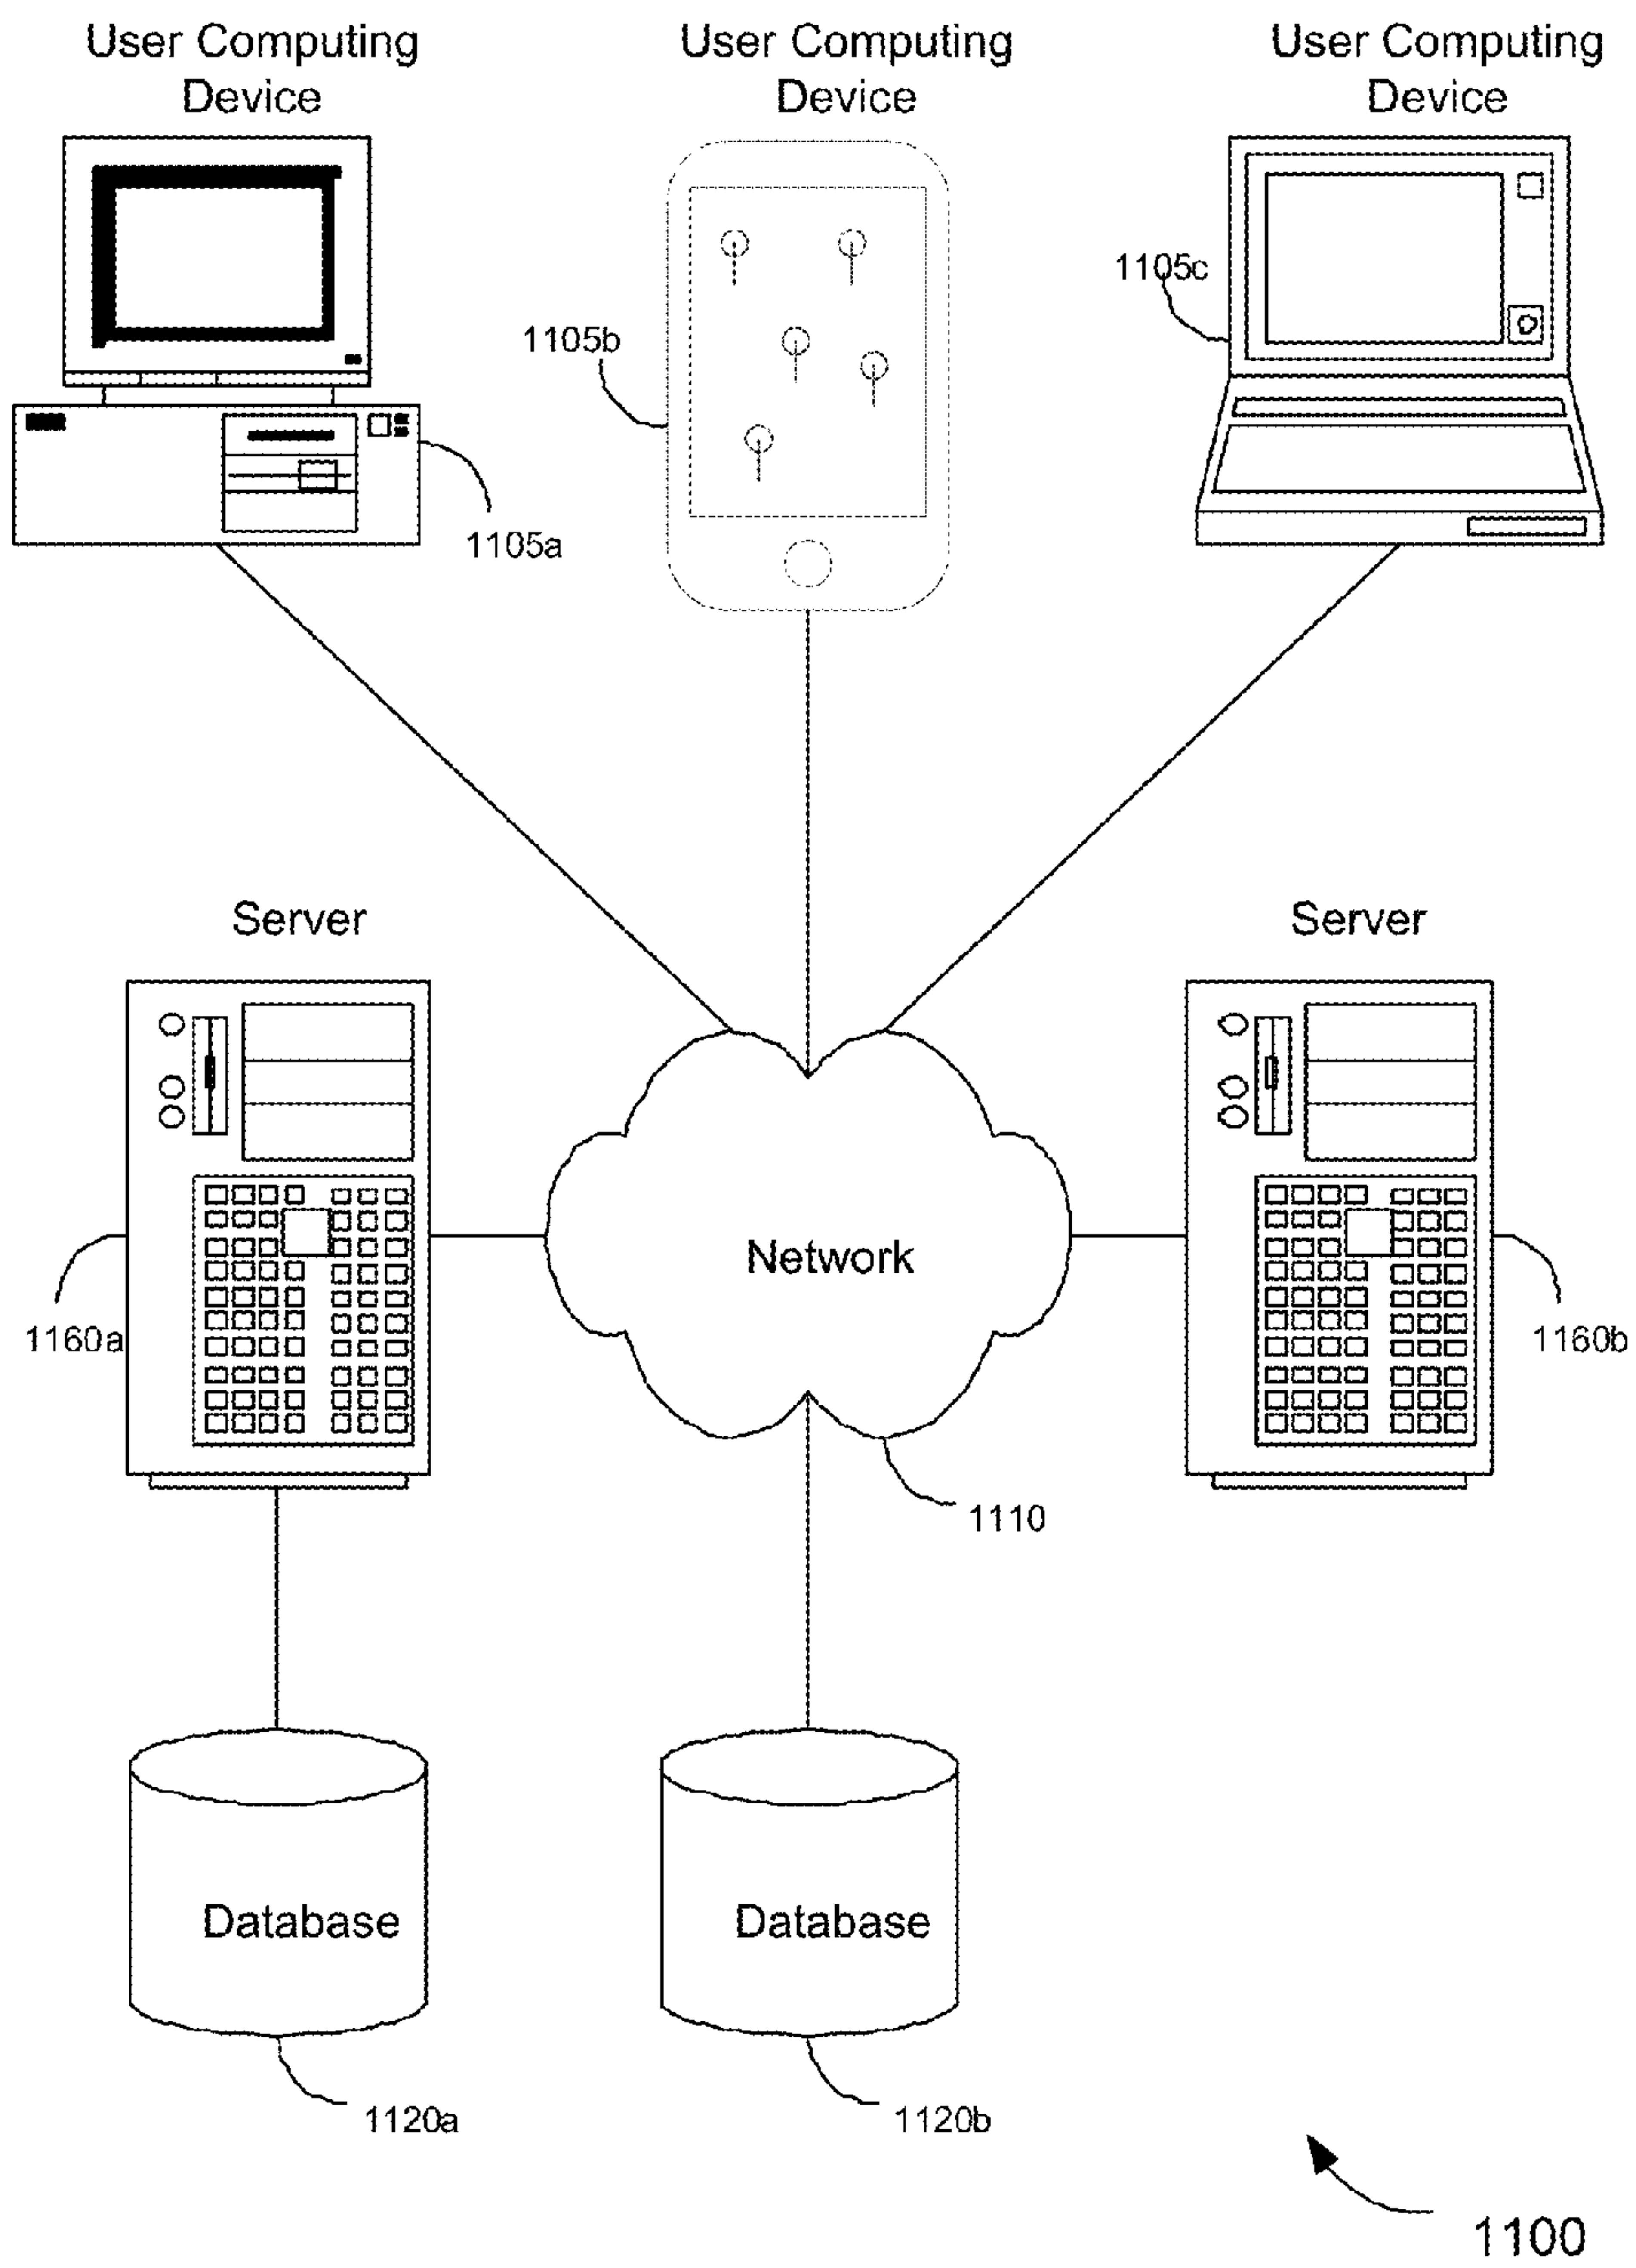 User Computing
Device
User Computing
Device
User Computing
Device
1105c
1105b
1105a
Server
Server
Network
1160a
1160b
1110
Database
Database
1120a
1120b
1100